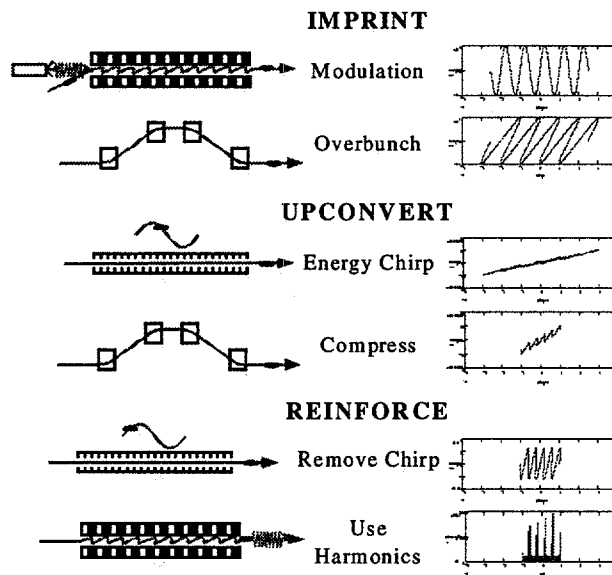 IMPRINT
Modulation
Overbunch
UPCONVERT
Energy Chirp
Compress
REINFORCE
Remove Chirp
Use
Harmonics